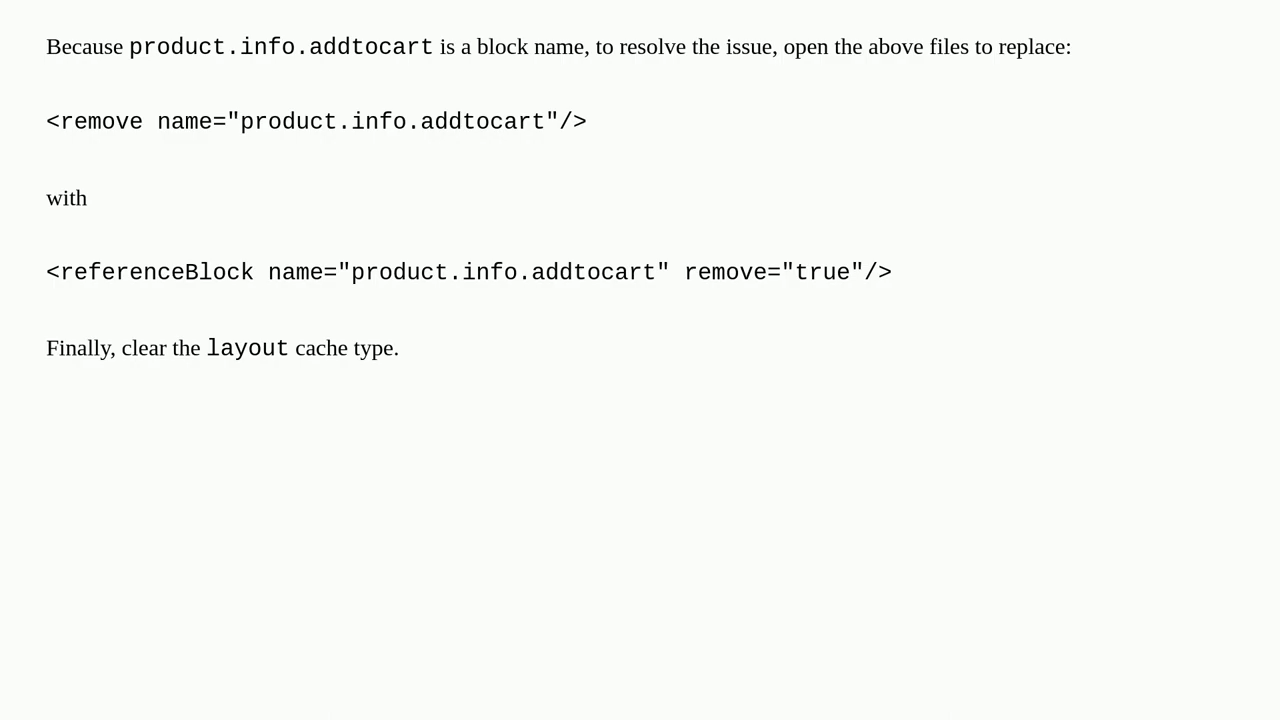 Because product.info.addtocart is a block name, to resolve the issue, open the above files to replace:
<remove name="product.info.addtocart"/>
with
<referenceBlock name="product.info.addtocart" remove="true"/>
Finally, clear the layout cache type.